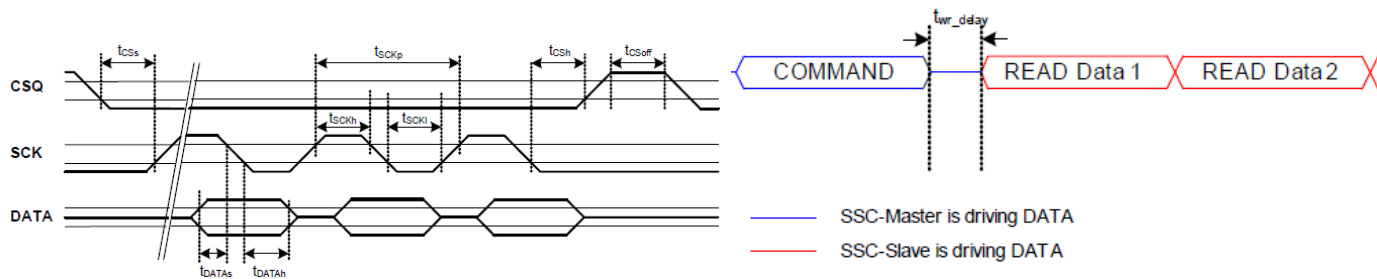 tCSs
tSCKp
tCSh
tCSoff
CSQ
tSCKh
tSCKl
SCK
DATA
tDATAs
tDATAh
twr_delay
COMMAND
READ Data 1
READ Data 2
SSC-Master is driving DATA
SSC-Slave is driving DATA